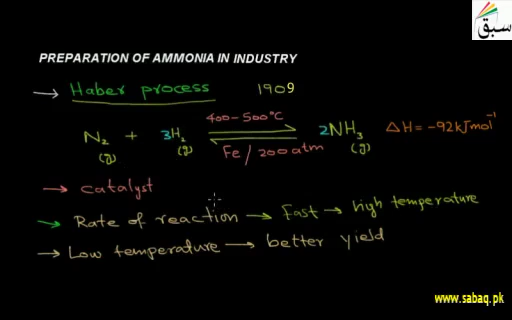 سبق
PREPARATION OF AMMONIA IN INDUSTRY
→ Haber process 1909
400-500°C
N₂ + 3H₂ ⇌ 2NH₃ ΔH = -92kJmol⁻¹
(g) (g) Fe / 200 atm (g)
→ catalyst
→ Rate of reaction → Fast → high temperature
→ Low temperature → better yield
www.sabaq.pk